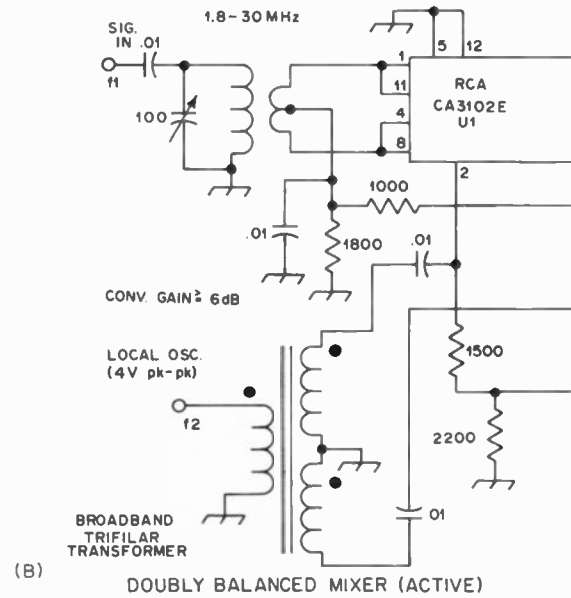 1.8-30 MHz
SIG.
IN .01
f1
100
5 12
1
11
4
8
2
RCA
CA3102E
U1
1000
.01
1800
.01
CONV. GAIN ≥ 6dB
LOCAL OSC.
(4V pk-pk)
f2
1500
2200
.01
BROADBAND
TRIFILAR
TRANSFORMER
(B)
DOUBLY BALANCED MIXER (ACTIVE)